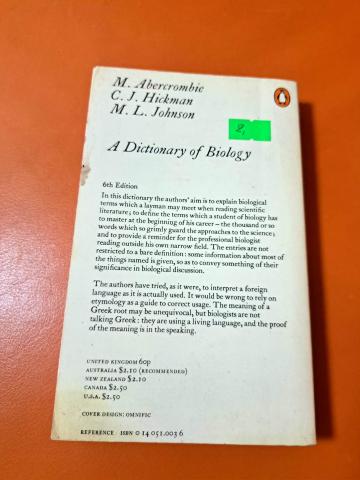 M. Abercrombie
C. J. Hickman
M. L. Johnson
2,
A Dictionary of Biology
6th Edition
In this dictionary the authors' aim is to explain biological
terms which a layman may meet when reading scientific
literature; to define the terms which a student of biology has
to master at the beginning of his career – the thousand or so
words which so grimly guard the approaches to the science;
and to provide a reminder for the professional biologist
reading outside his own narrow field. The entries are not
restricted to a bare definition: some information about most of
the things named is given, so as to convey something of their
significance in biological discussion.
The authors have tried, as it were, to interpret a foreign
language as it is actually used. It would be wrong to rely on
etymology as a guide to correct usage. The meaning of a
Greek root may be unequivocal, but biologists are not
talking Greek: they are using a living language, and the proof
of the meaning is in the speaking.
UNITED KINGDOM 60p
AUSTRALIA $2.10 (RECOMMENDED)
NEW ZEALAND $2.10
CANADA $2.50
U.S.A. $2.50
COVER DESIGN: OMNIFIC
REFERENCE ISBN 0 14 051.003 6